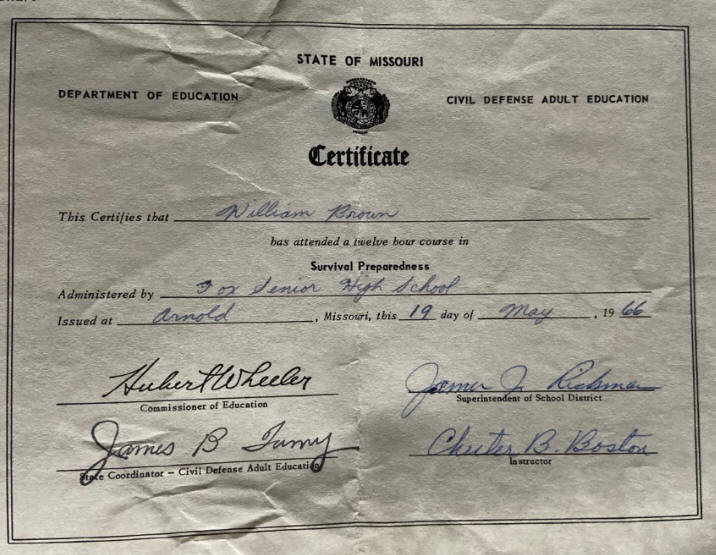 STATE OF MISSOURI
DEPARTMENT OF EDUCATION CIVIL DEFENSE ADULT EDUCATION
Certificate
This Certifies that William Brown
has attended a twelve hour course in
Survival Preparedness
Administered by Fox Senior High School
Issued at Arnold, Missouri, this 19 day of May, 1966
Hubert Wheeler James J.
Commissioner of Education Superintendent of School District
James B Chester B. Boston
State Coordinator — Civil Defense Adult Education Instructor